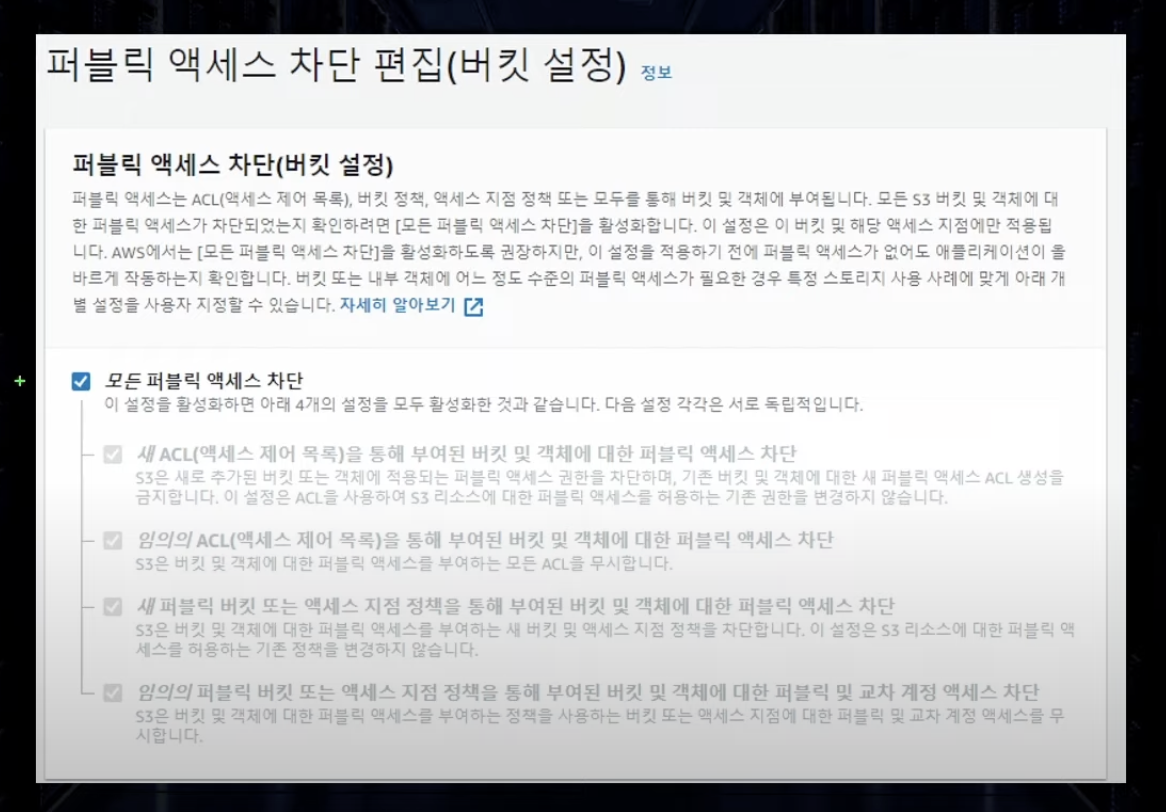 퍼블릭 액세스 차단 편집(버킷 설정) 정보
퍼블릭 액세스 차단(버킷 설정)
퍼블릭 액세스는 ACL(액세스 제어 목록), 버킷 정책, 액세스 지점 정책 또는 모두를 통해 버킷 및 객체에 부여됩니다. 모든 S3 버킷 및 객체에 대
한 퍼블릭 액세스가 차단되었는지 확인하려면 [모든 퍼블릭 액세스 차단]을 활성화합니다. 이 설정은 이 버킷 및 해당 액세스 지점에만 적용됩
니다. AWS에서는 [모든 퍼블릭 액세스 차단]을 활성화하도록 권장하지만, 이 설정을 적용하기 전에 퍼블릭 액세스가 없어도 애플리케이션이 올
바르게 작동하는지 확인합니다. 버킷 또는 내부 객체에 어느 정도 수준의 퍼블릭 액세스가 필요한 경우 특정 스토리지 사용 사례에 맞게 아래 개
별 설정을 사용자 지정할 수 있습니다. 자세히 알아보기
모든 퍼블릭 액세스 차단
이 설정을 활성화하면 아래 4개의 설정을 모두 활성화한 것과 같습니다. 다음 설정 각각은 서로 독립적입니다.
새 ACL(액세스 제어 목록)을 통해 부여된 버킷 및 객체에 대한 퍼블릭 액세스 차단
S3은 새로 추가된 버킷 또는 객체에 적용되는 퍼블릭 액세스 권한을 차단하며, 기존 버킷 및 객체에 대한 새 퍼블릭 액세스 ACL 생성을
금지합니다. 이 설정은 ACL을 사용하여 S3 리소스에 대한 퍼블릭 액세스를 허용하는 기존 권한을 변경하지 않습니다.
임의의 ACL(액세스 제어 목록)을 통해 부여된 버킷 및 객체에 대한 퍼블릭 액세스 차단
S3은 버킷 및 객체에 대한 퍼블릭 액세스를 부여하는 모든 ACL을 무시합니다.
새 퍼블릭 버킷 또는 액세스 지점 정책을 통해 부여된 버킷 및 객체에 대한 퍼블릭 액세스 차단
S3은 버킷 및 객체에 대한 퍼블릭 액세스를 부여하는 새 버킷 및 액세스 지점 정책을 차단합니다. 이 설정은 S3 리소스에 대한 퍼블릭 액
세스를 허용하는 기존 정책을 변경하지 않습니다.
임의의 퍼블릭 버킷 또는 액세스 지점 정책을 통해 부여된 버킷 및 객체에 대한 퍼블릭 및 교차 계정 액세스 차단
S3은 버킷 및 객체에 대한 퍼블릭 액세스를 부여하는 정책을 사용하는 버킷 또는 액세스 지점에 대한 퍼블릭 및 교차 계정 액세스를 무
시합니다.